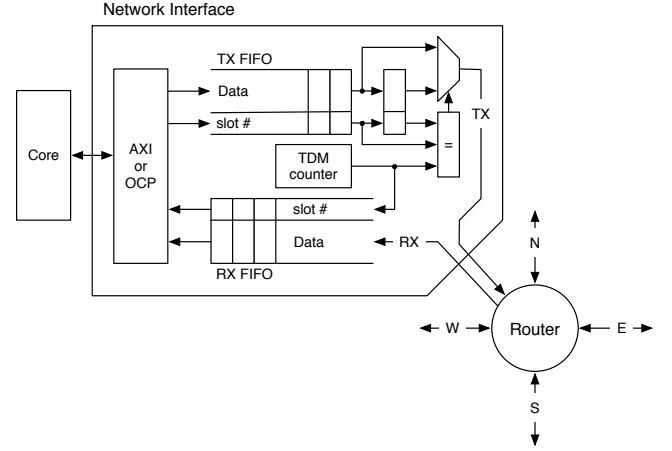 Network Interface
TX FIFO
Data
slot #
TX
Core
AXI
or
OCP
=
TDM
counter
slot #
Data
RX
RX FIFO
N
W
Router
E
S